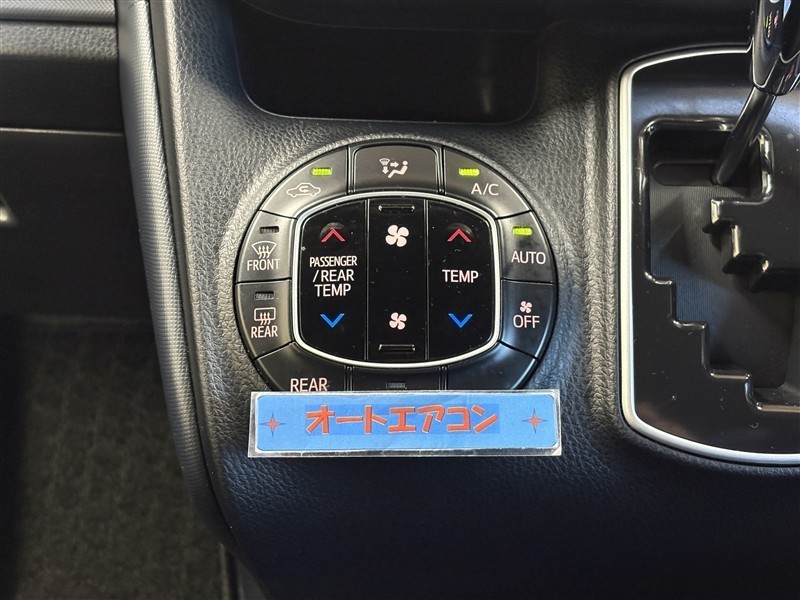 A/C
FRONT
PASSENGER
/REAR
TEMP
TEMP
AUTO
REAR
OFF
REAR
オートエアコン